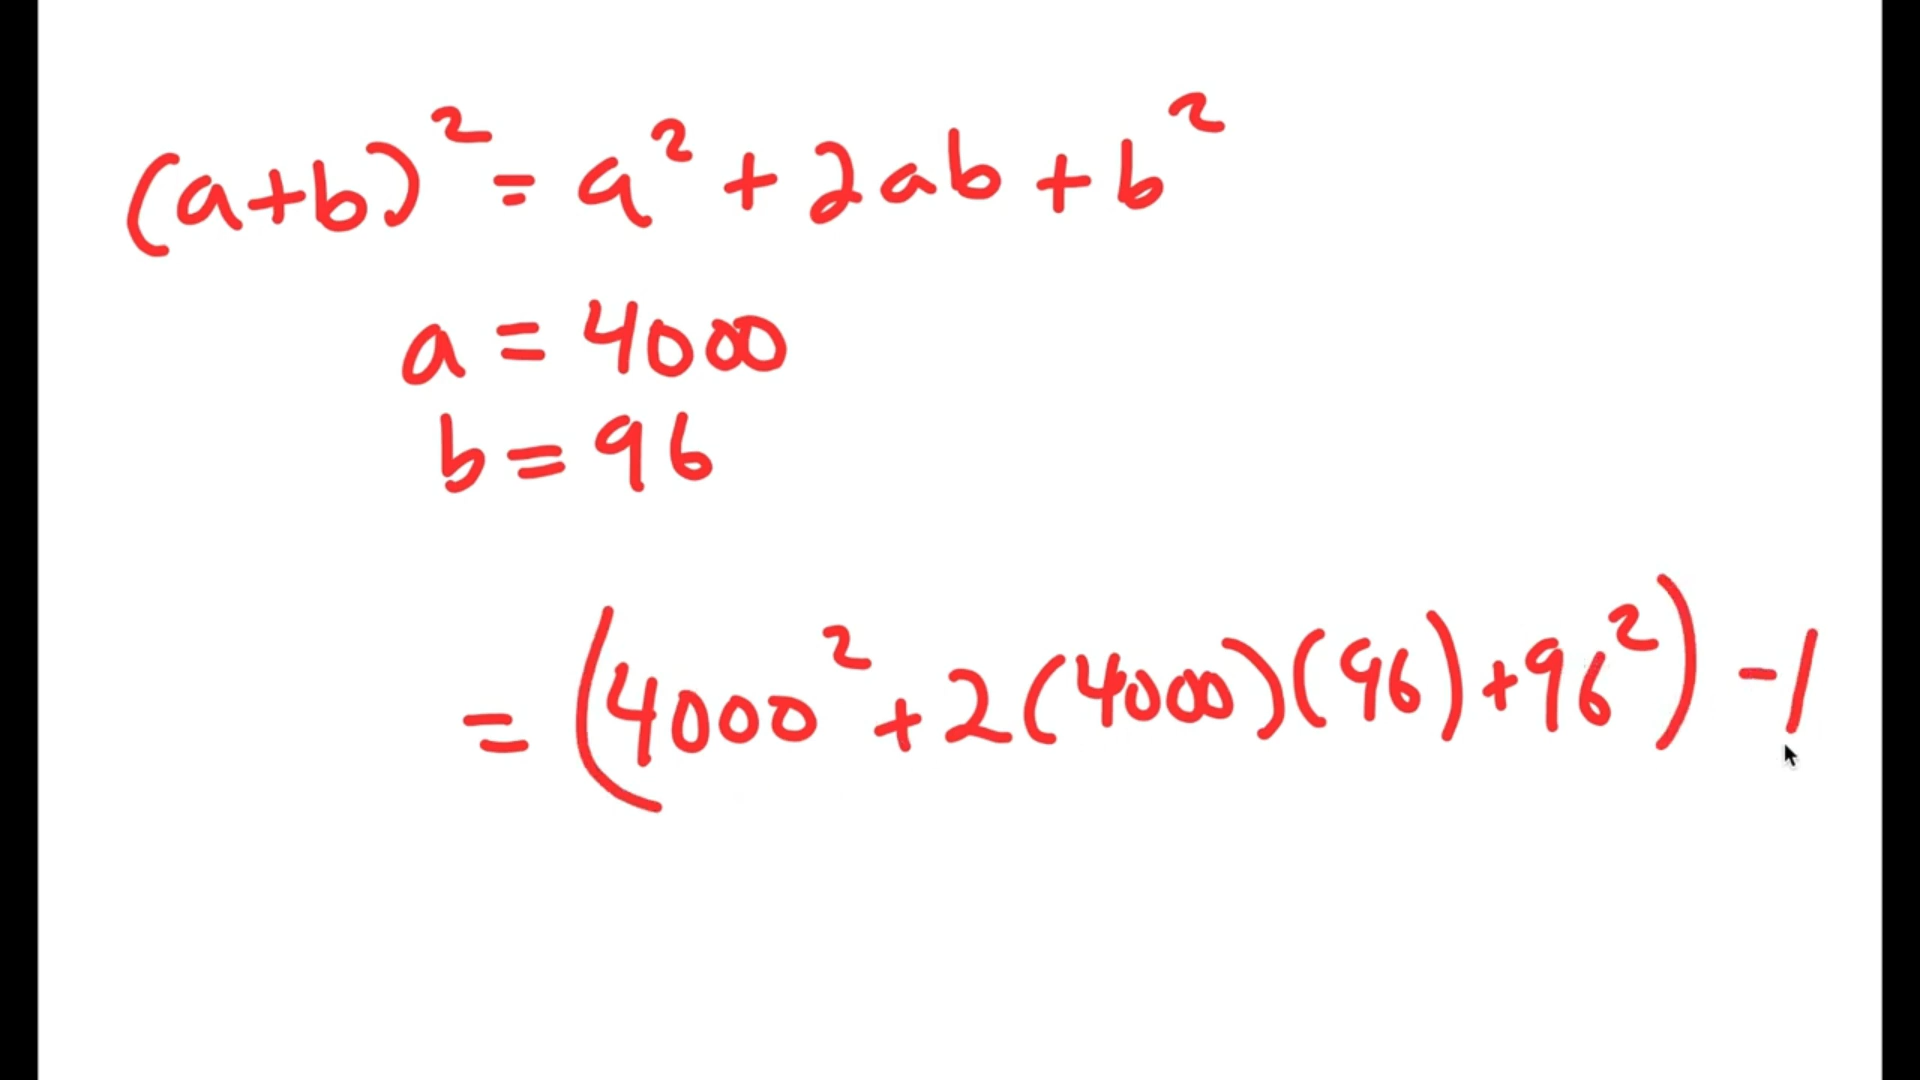 (a+b)² = a² + 2ab + b²
a = 4000
b = 96
= (4000² + 2(4000)(96) + 96²) - 1